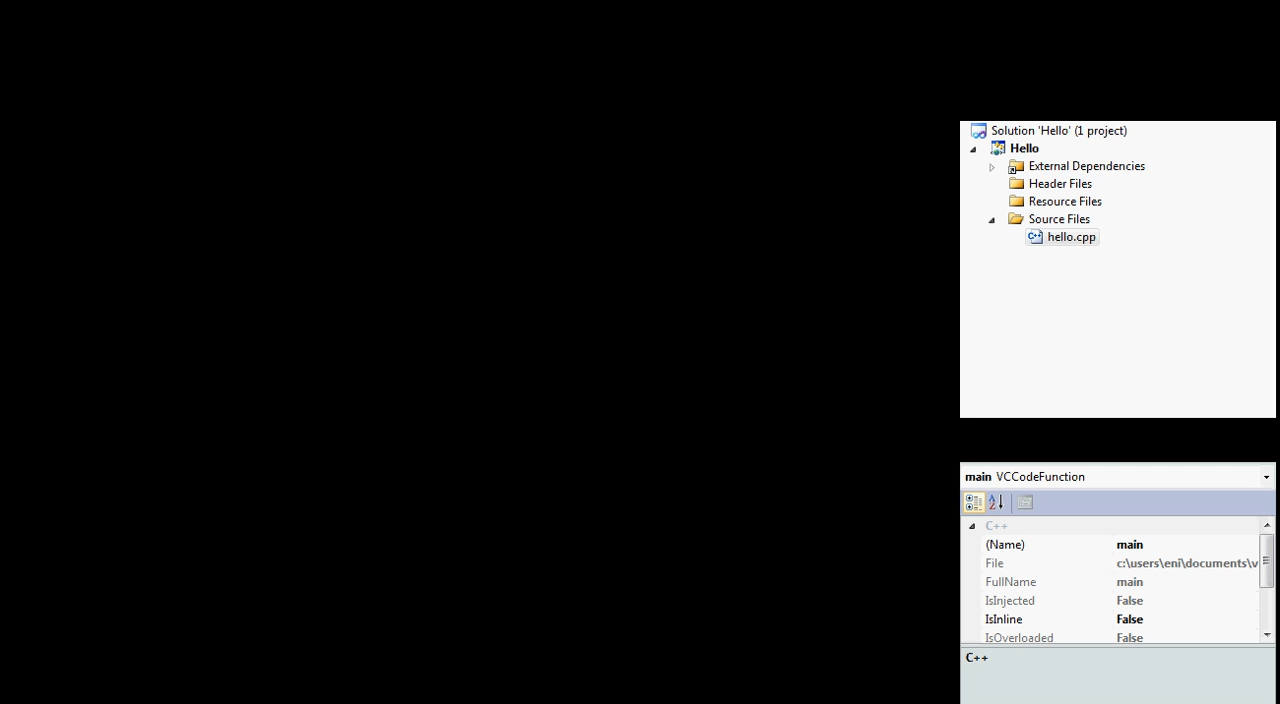 Solution 'Hello' (1 project)
Hello
External Dependencies
Header Files
Resource Files
Source Files
C++ hello.cpp
main VCCodeFunction
A Z
C++
(Name) main
File c:\users\eni\documents\v
FullName main
IsInjected False
IsInline False
IsOverloaded False
C++